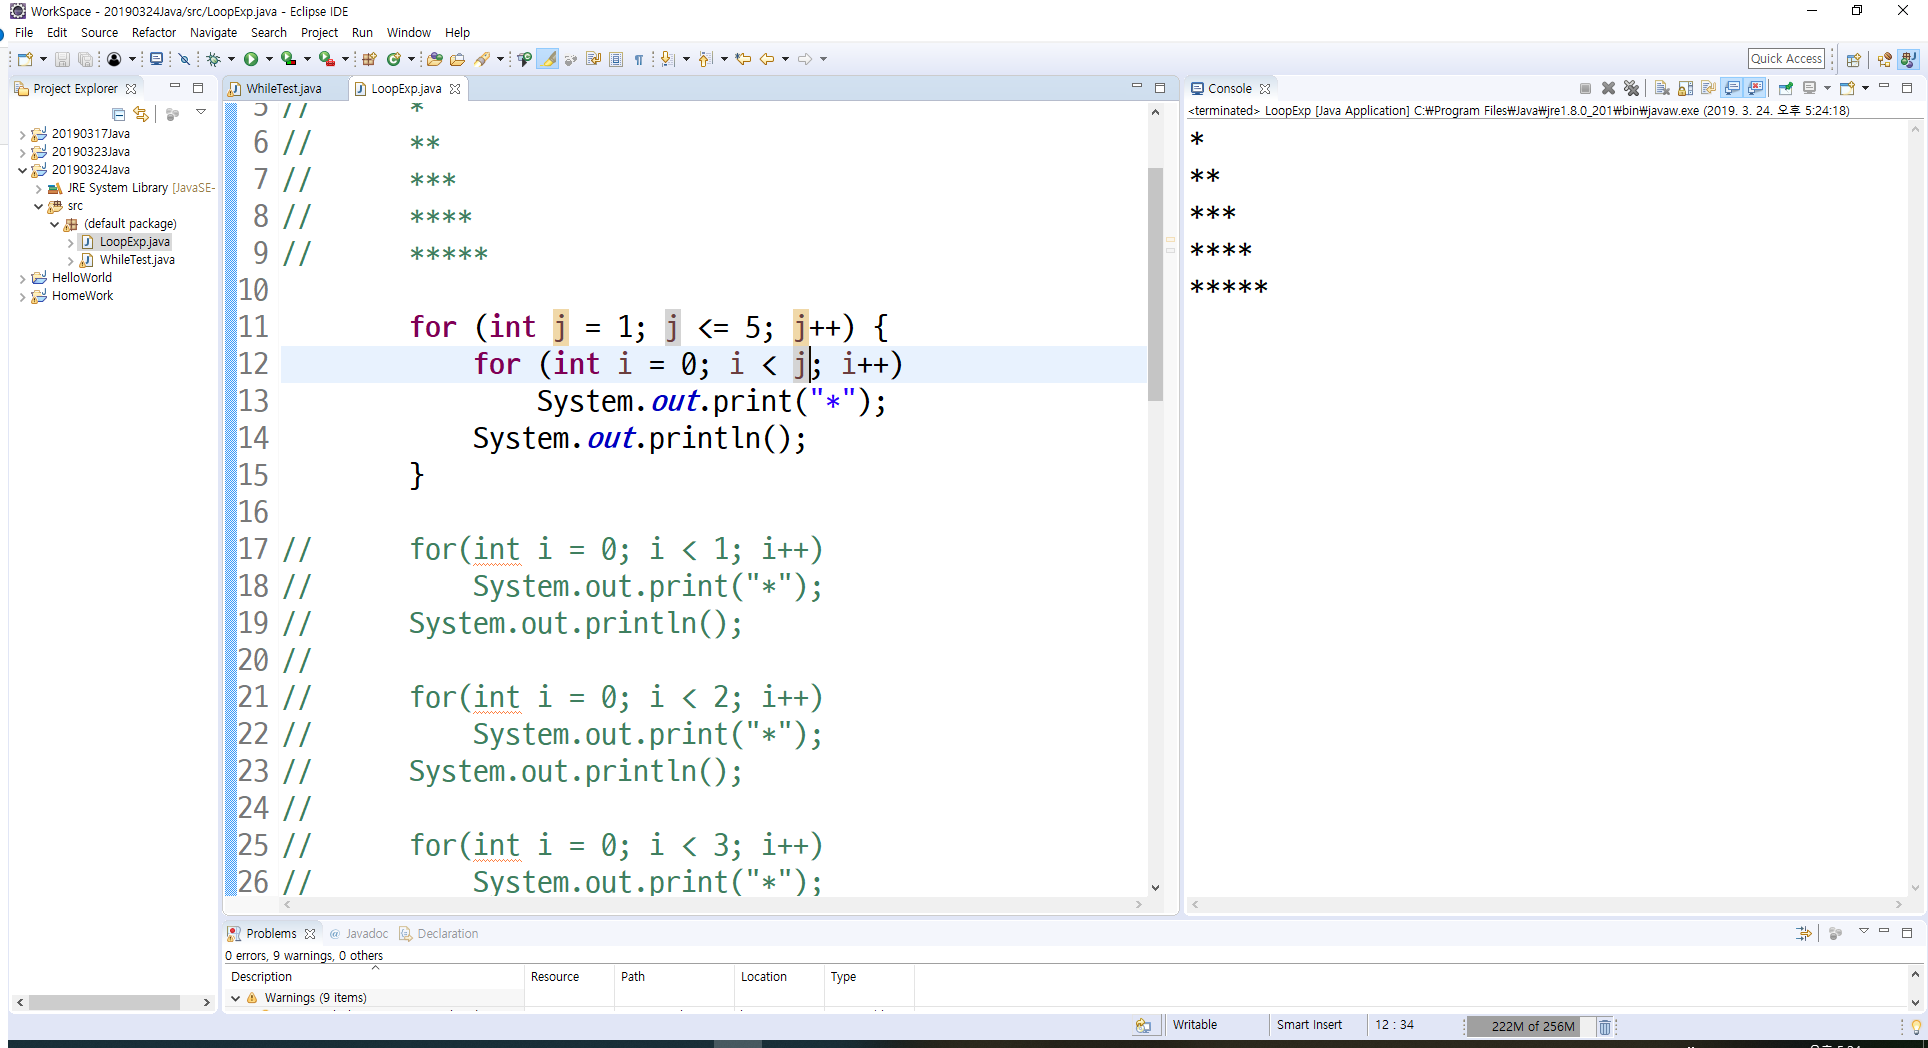 WorkSpace - 20190324Java/src/LoopExp.java - Eclipse IDE
File Edit Source Refactor Navigate Search Project Run Window Help
Quick Access
Project Explorer
20190317Java
20190323Java
20190324Java
JRE System Library [JavaSE-
src
(default package)
LoopExp.java
WhileTest.java
HelloWorld
HomeWork
WhileTest.java LoopExp.java
5 // *
6 // **
7 // ***
8 // ****
9 // *****
10
11 for (int j = 1; j <= 5; j++) {
12 for (int i = 0; i < j; i++)
13 System.out.print("*");
14 System.out.println();
15 }
16
17 // for(int i = 0; i < 1; i++)
18 // System.out.print("*");
19 // System.out.println();
20 //
21 // for(int i = 0; i < 2; i++)
22 // System.out.print("*");
23 // System.out.println();
24 //
25 // for(int i = 0; i < 3; i++)
26 // System.out.print("*");
Console
<terminated> LoopExp [Java Application] C:₩Program Files₩Java₩jre1.8.0_201₩bin₩javaw.exe (2019. 3. 24. 오후 5:24:18)
*
**
***
****
*****
Problems @ Javadoc Declaration
0 errors, 9 warnings, 0 others
Description Resource Path Location Type
Warnings (9 items)
Writable Smart Insert 12 : 34 222M of 256M